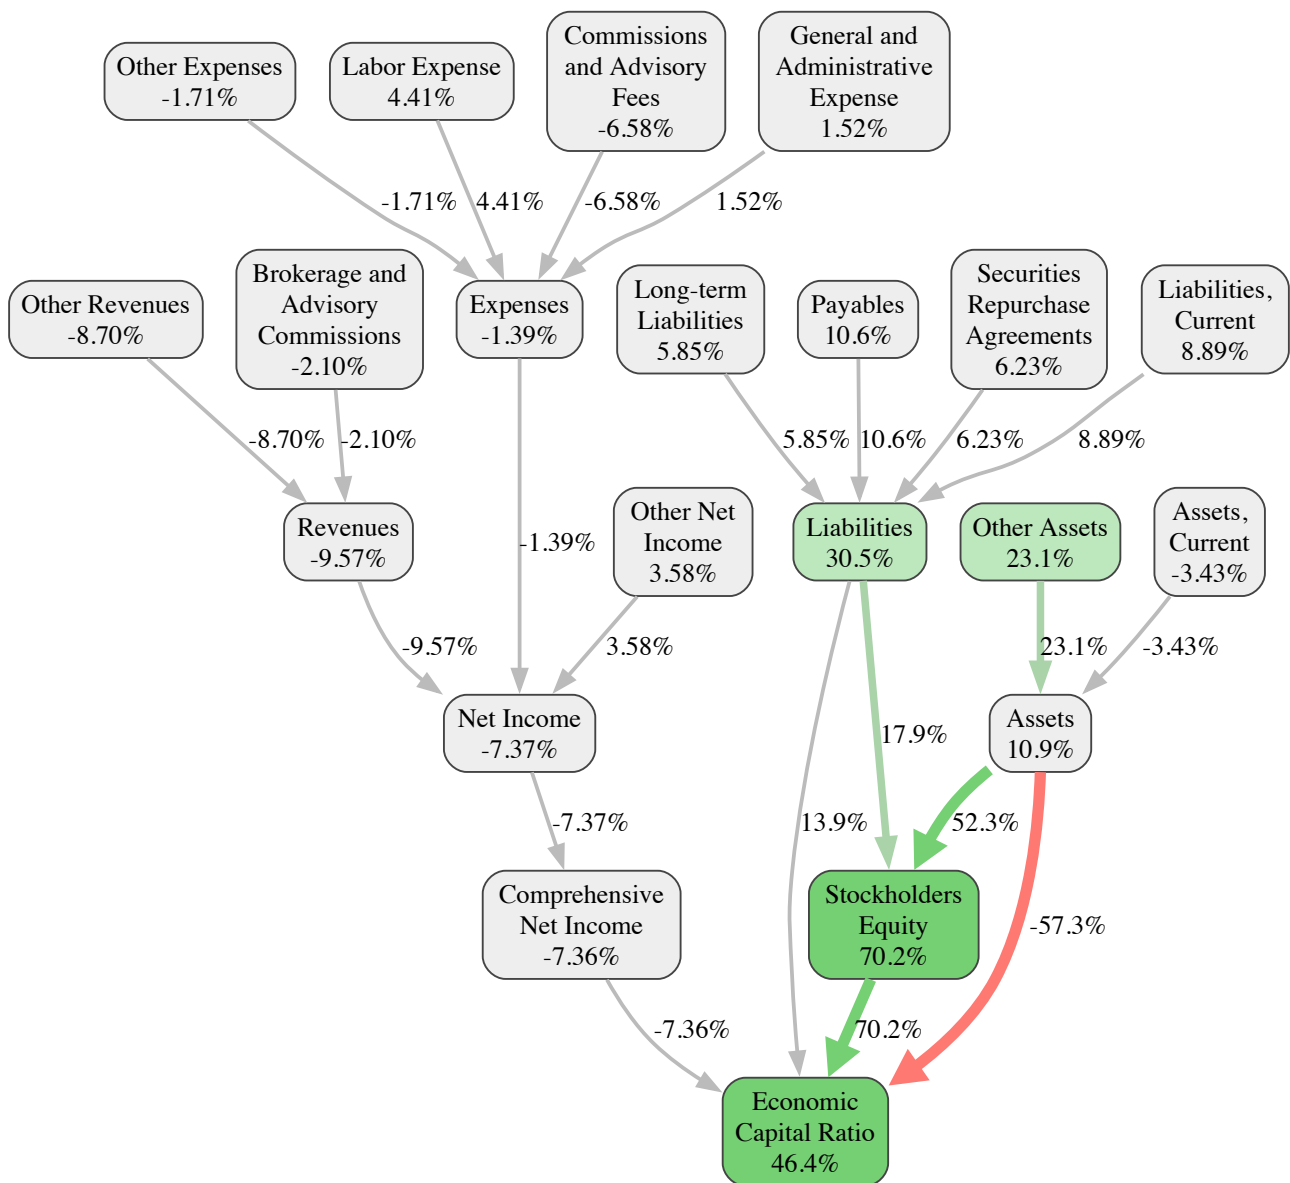 Other Expenses
-1.71%
Labor Expense
4.41%
Commissions
and Advisory
Fees
-6.58%
General and
Administrative
Expense
1.52%
-1.71%
4.41%
-6.58%
1.52%
Other Revenues
-8.70%
Brokerage and
Advisory
Commissions
-2.10%
Expenses
-1.39%
Long-term
Liabilities
5.85%
Payables
10.6%
Securities
Repurchase
Agreements
6.23%
Liabilities,
Current
8.89%
-8.70%
-2.10%
5.85%
10.6%
6.23%
8.89%
Revenues
-9.57%
-1.39%
Other Net
Income
3.58%
Liabilities
30.5%
Other Assets
23.1%
Assets,
Current
-3.43%
-9.57%
3.58%
23.1%
-3.43%
Net Income
-7.37%
17.9%
Assets
10.9%
-7.37%
13.9%
52.3%
Comprehensive
Net Income
-7.36%
Stockholders
Equity
70.2%
-57.3%
-7.36%
70.2%
Economic
Capital Ratio
46.4%